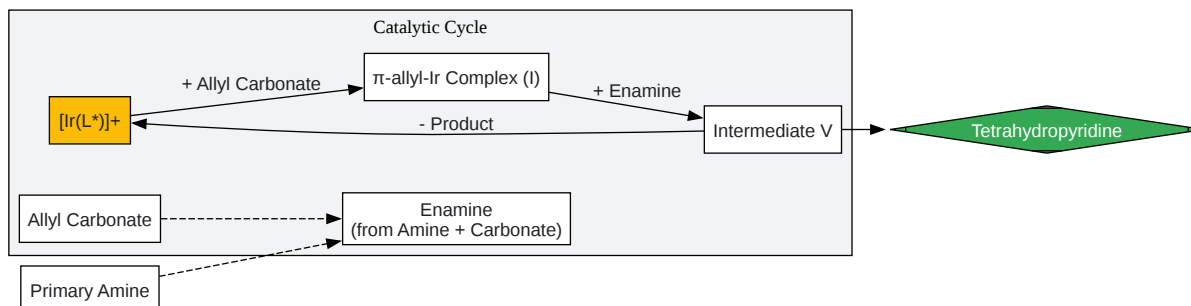 Catalytic Cycle
+ Allyl Carbonate
π-allyl-Ir Complex (I)
+ Enamine
[Ir(L*)]+
- Product
Intermediate V
Tetrahydropyridine
Allyl Carbonate
Enamine
(from Amine + Carbonate)
Primary Amine